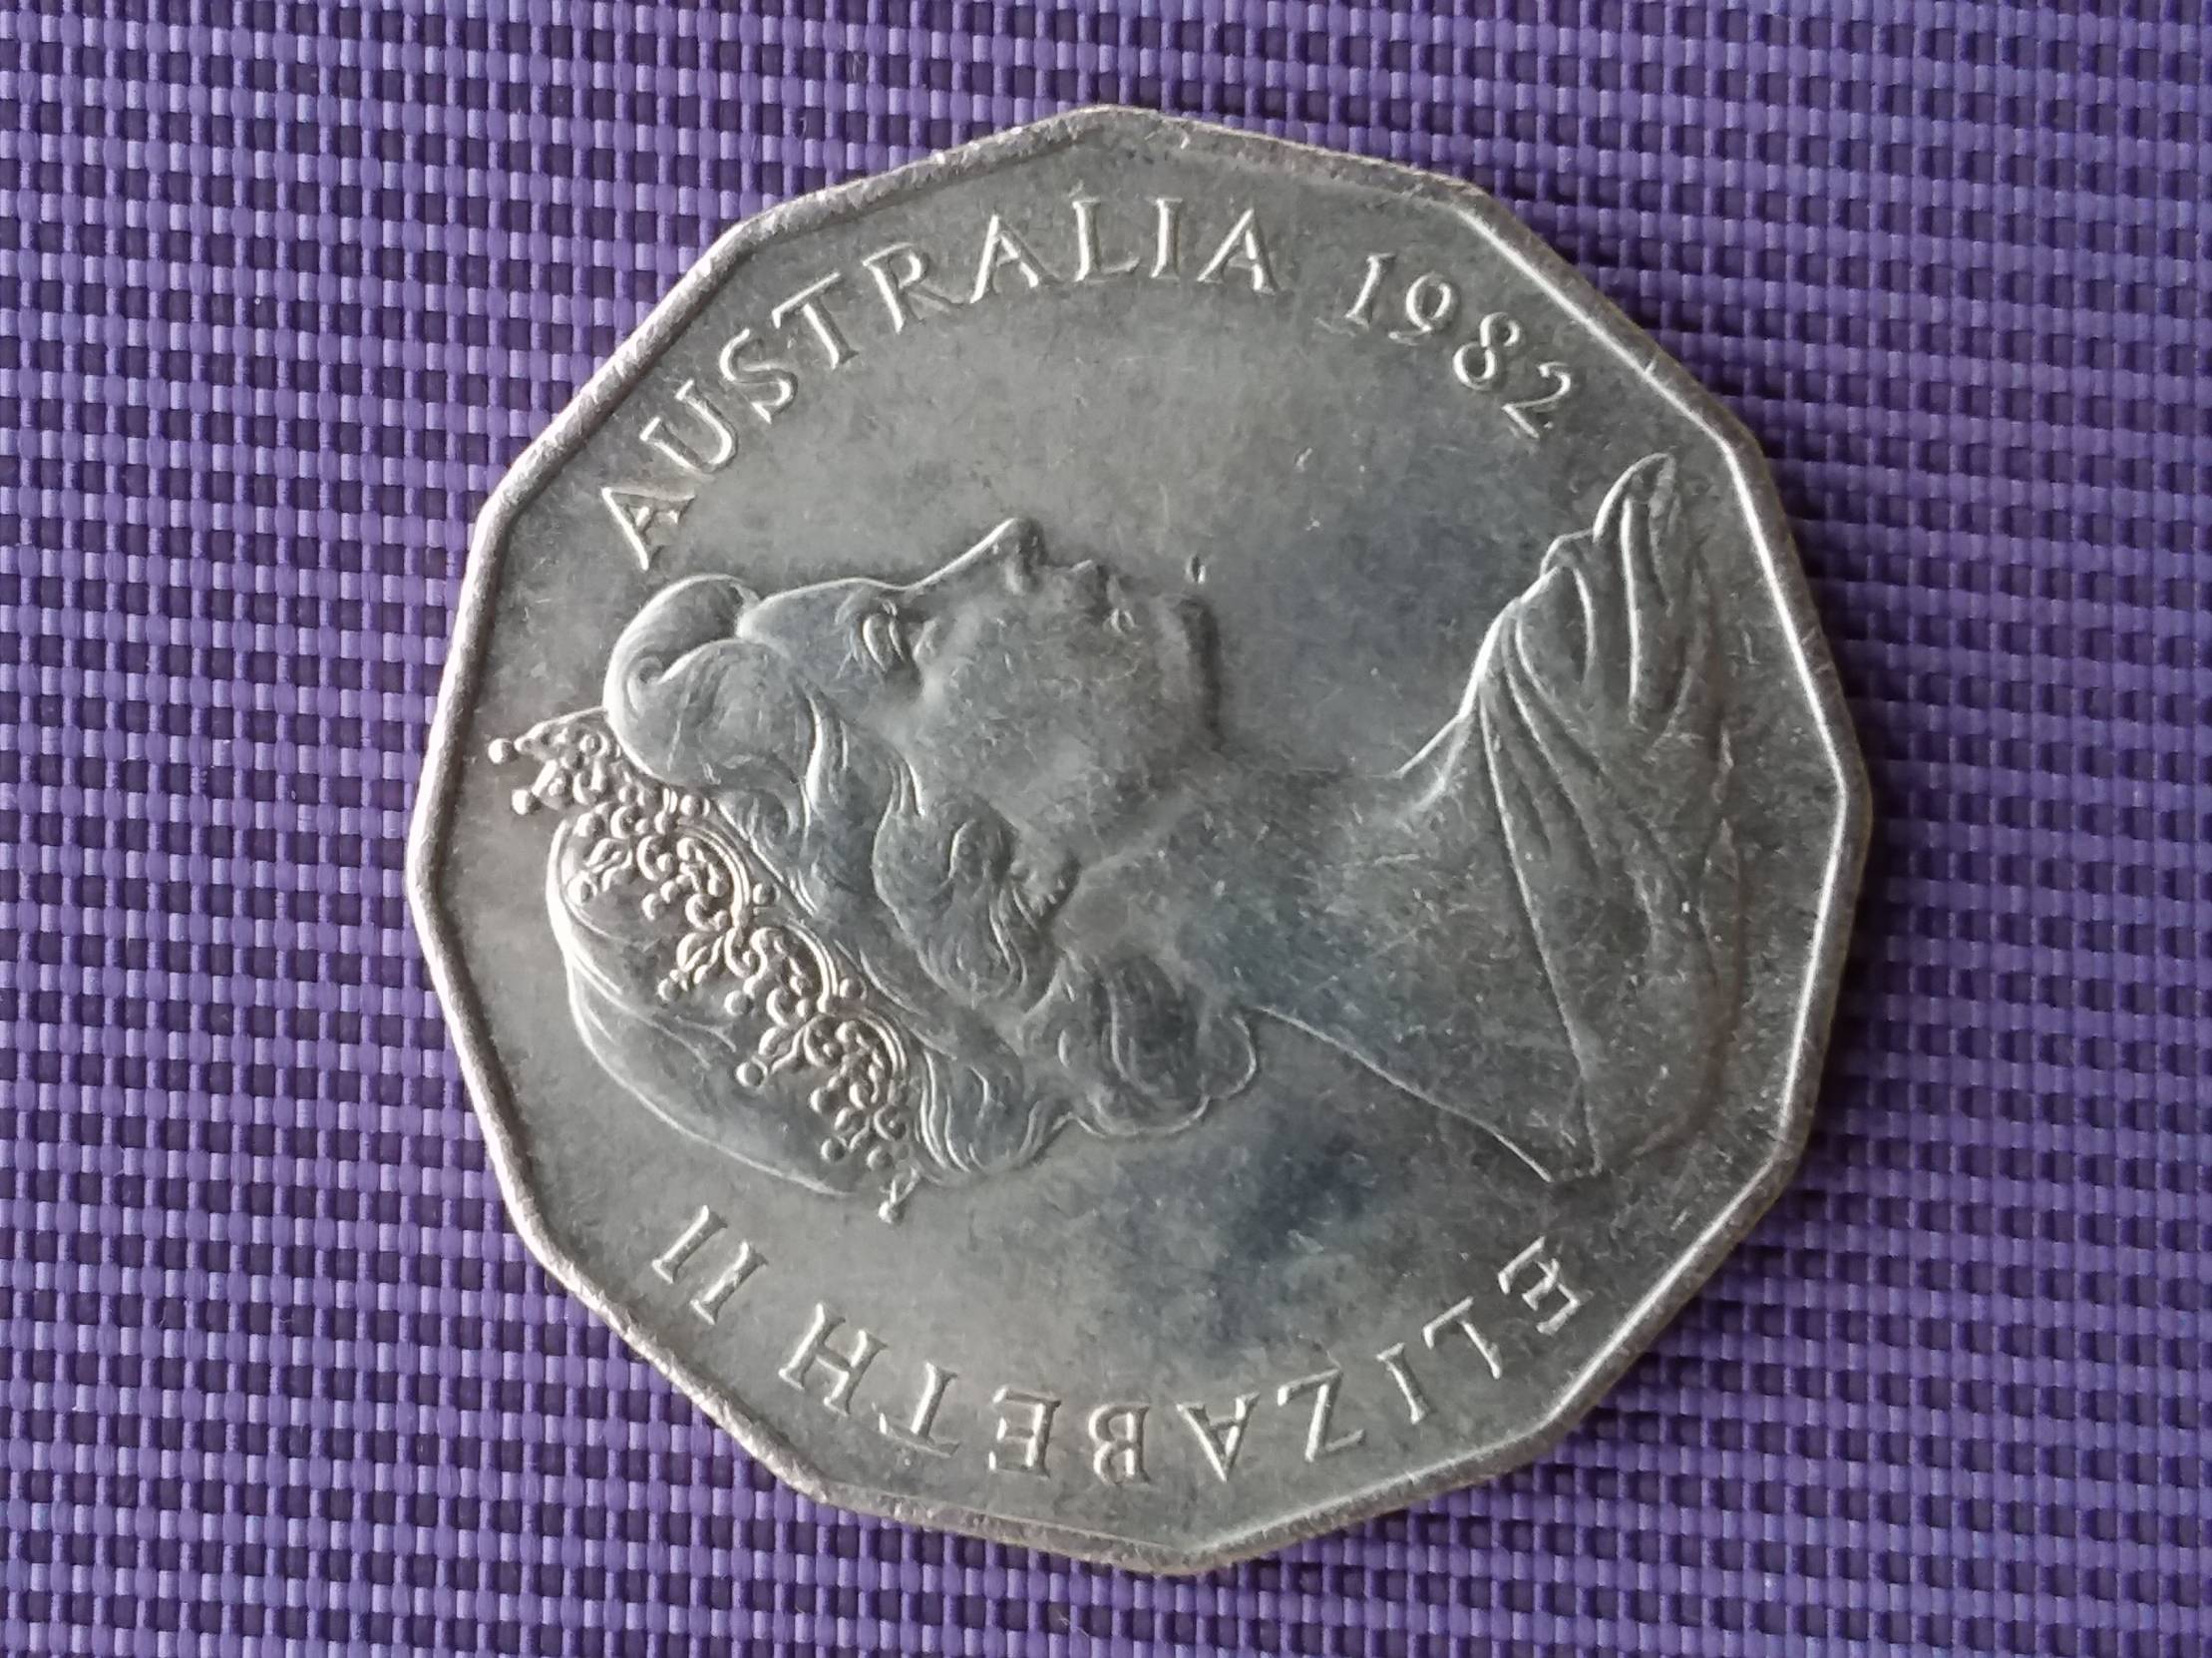 ELIZABETH II
AUSTRALIA 1982